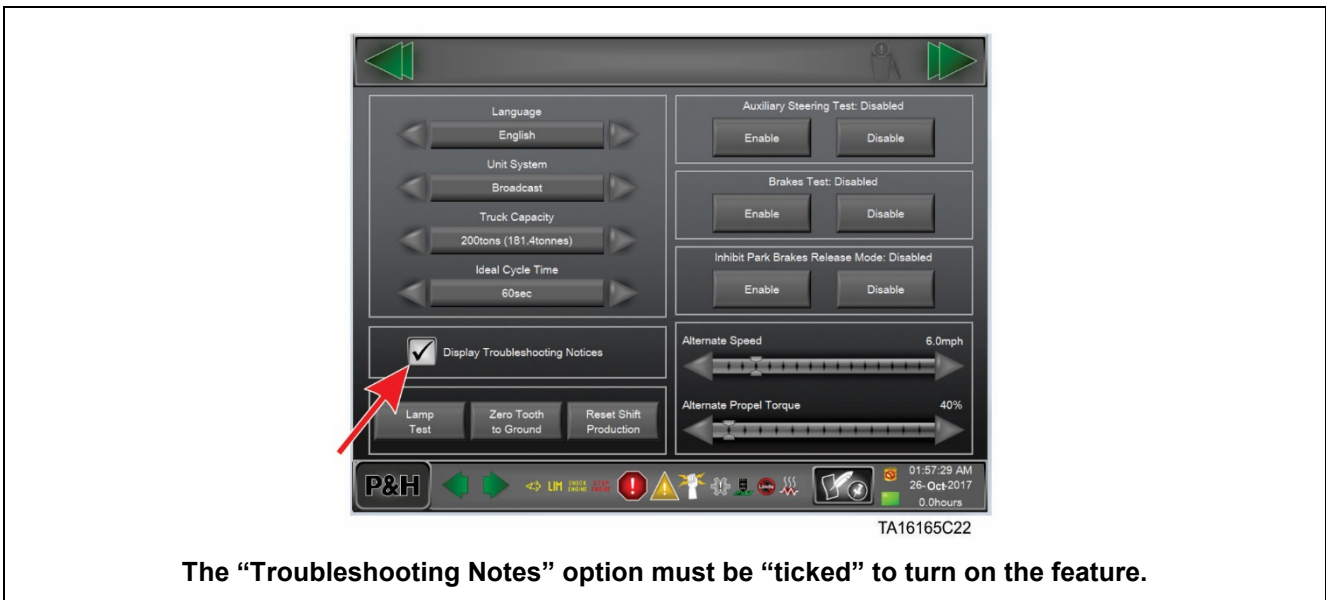 Language
English
Unit System
Broadcast
Truck Capacity
200tons (181.4tonnes)
Ideal Cycle Time
60sec
Display Troubleshooting Notices
Lamp
Test
Zero Tooth
to Ground
Reset Shift
Production
Auxiliary Steering Test: Disabled
Enable
Disable
Brakes Test: Disabled
Enable
Disable
Inhibit Park Brakes Release Mode: Disabled
Enable
Disable
Alternate Speed
6.0mph
Alternate Propel Torque
40%
P&H
LIM
CHECK
ENGINE
STOP
ENGINE
01:57:29 AM
26-Oct-2017
0.0hours
TA16165C22
The “Troubleshooting Notes” option must be “ticked” to turn on the feature.